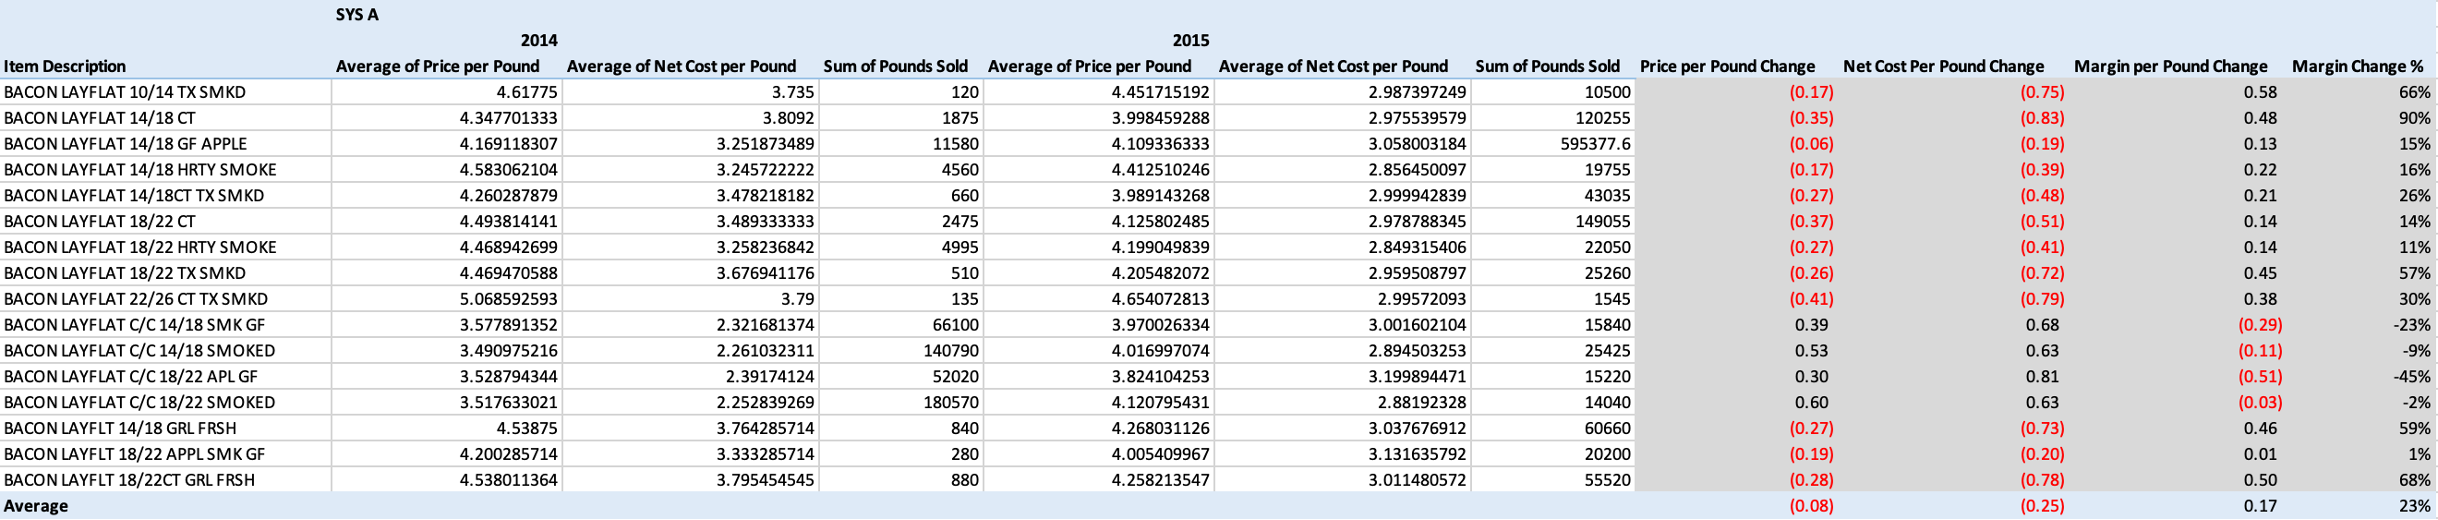 SYS A
2014 2015
Item Description Average of Price per Pound Average of Net Cost per Pound Sum of Pounds Sold Average of Price per Pound Average of Net Cost per Pound Sum of Pounds Sold Price per Pound Change Net Cost Per Pound Change Margin per Pound Change Margin Change %
BACON LAYFLAT 10/14 TX SMKD 4.61775 3.735 120 4.451715192 2.987397249 10500 (0.17) (0.75) 0.58 66%
BACON LAYFLAT 14/18 CT 4.347701333 3.8092 1875 3.998459288 2.975539579 120255 (0.35) (0.83) 0.48 90%
BACON LAYFLAT 14/18 GF APPLE 4.169118307 3.251873489 11580 4.109336333 3.058003184 595377.6 (0.06) (0.19) 0.13 15%
BACON LAYFLAT 14/18 HRTY SMOKE 4.583062104 3.245722222 4560 4.412510246 2.856450097 19755 (0.17) (0.39) 0.22 16%
BACON LAYFLAT 14/18CT TX SMKD 4.260287879 3.478218182 660 3.989143268 2.999942839 43035 (0.27) (0.48) 0.21 26%
BACON LAYFLAT 18/22 CT 4.493814141 3.489333333 2475 4.125802485 2.978788345 149055 (0.37) (0.51) 0.14 14%
BACON LAYFLAT 18/22 HRTY SMOKE 4.468942699 3.258236842 4995 4.199049839 2.849315406 22050 (0.27) (0.41) 0.14 11%
BACON LAYFLAT 18/22 TX SMKD 4.469470588 3.676941176 510 4.205482072 2.959508797 25260 (0.26) (0.72) 0.45 57%
BACON LAYFLAT 22/26 CT TX SMKD 5.068592593 3.79 135 4.654072813 2.99572093 1545 (0.41) (0.79) 0.38 30%
BACON LAYFLAT C/C 14/18 SMK GF 3.577891352 2.321681374 66100 3.970026334 3.001602104 15840 0.39 0.68 (0.29) -23%
BACON LAYFLAT C/C 14/18 SMOKED 3.490975216 2.261032311 140790 4.016997074 2.894503253 25425 0.53 0.63 (0.11) -9%
BACON LAYFLAT C/C 18/22 APL GF 3.528794344 2.39174124 52020 3.824104253 3.199894471 15220 0.30 0.81 (0.51) -45%
BACON LAYFLAT C/C 18/22 SMOKED 3.517633021 2.252839269 180570 4.120795431 2.88192328 14040 0.60 0.63 (0.03) -2%
BACON LAYFLT 14/18 GRL FRSH 4.53875 3.764285714 840 4.268031126 3.037676912 60660 (0.27) (0.73) 0.46 59%
BACON LAYFLT 18/22 APPL SMK GF 4.200285714 3.333285714 280 4.005409967 3.131635792 20200 (0.19) (0.20) 0.01 1%
BACON LAYFLT 18/22CT GRL FRSH 4.538011364 3.795454545 880 4.258213547 3.011480572 55520 (0.28) (0.78) 0.50 68%
Average (0.08) (0.25) 0.17 23%